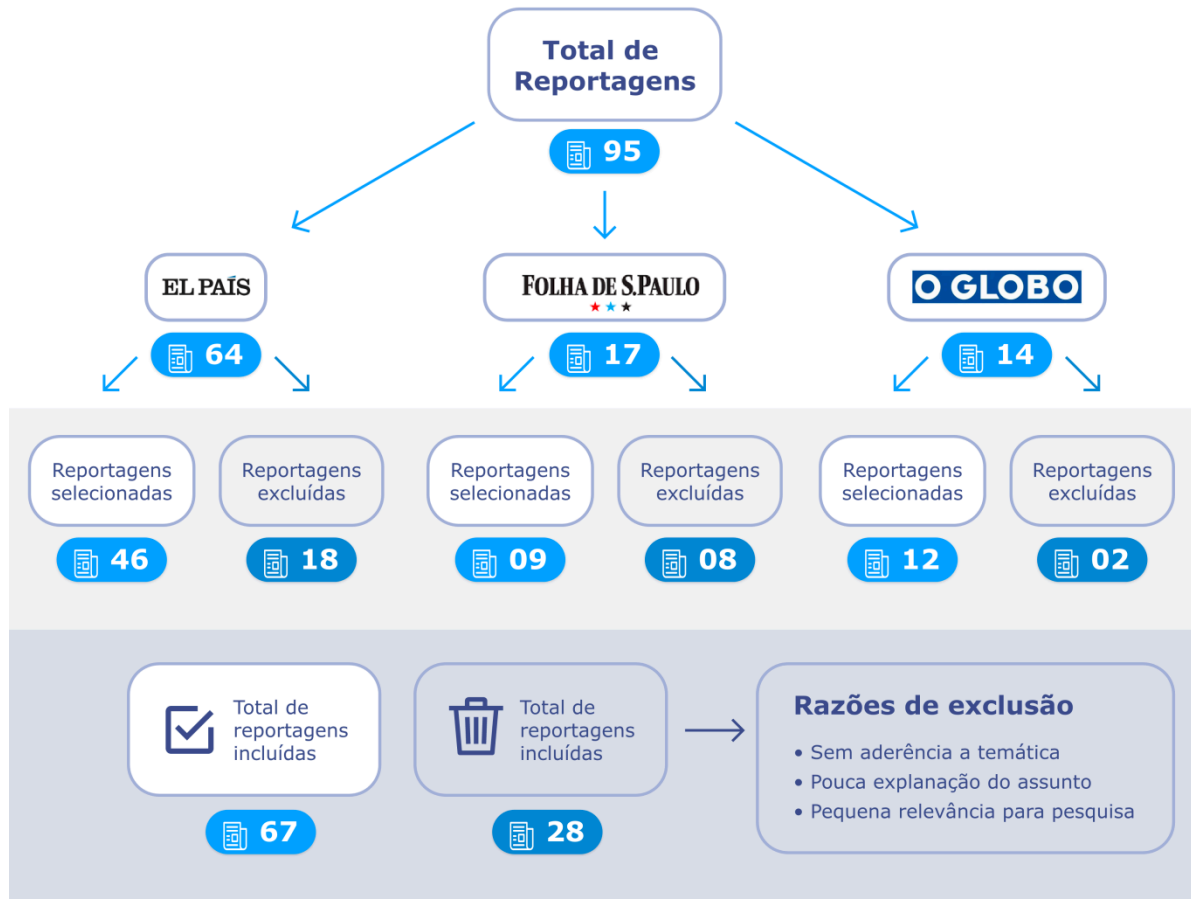 Total de
Reportagens
95
EL PAÍS
FOLHA DE S.PAULO
O GLOBO
64
17
14
Reportagens
selecionadas
Reportagens
excluídas
Reportagens
selecionadas
Reportagens
excluídas
Reportagens
selecionadas
Reportagens
excluídas
46
18
09
08
12
02
Total de
reportagens
incluídas
67
Total de
reportagens
incluídas
28
Razões de exclusão
• Sem aderência a temática
• Pouca explanação do assunto
• Pequena relevância para pesquisa